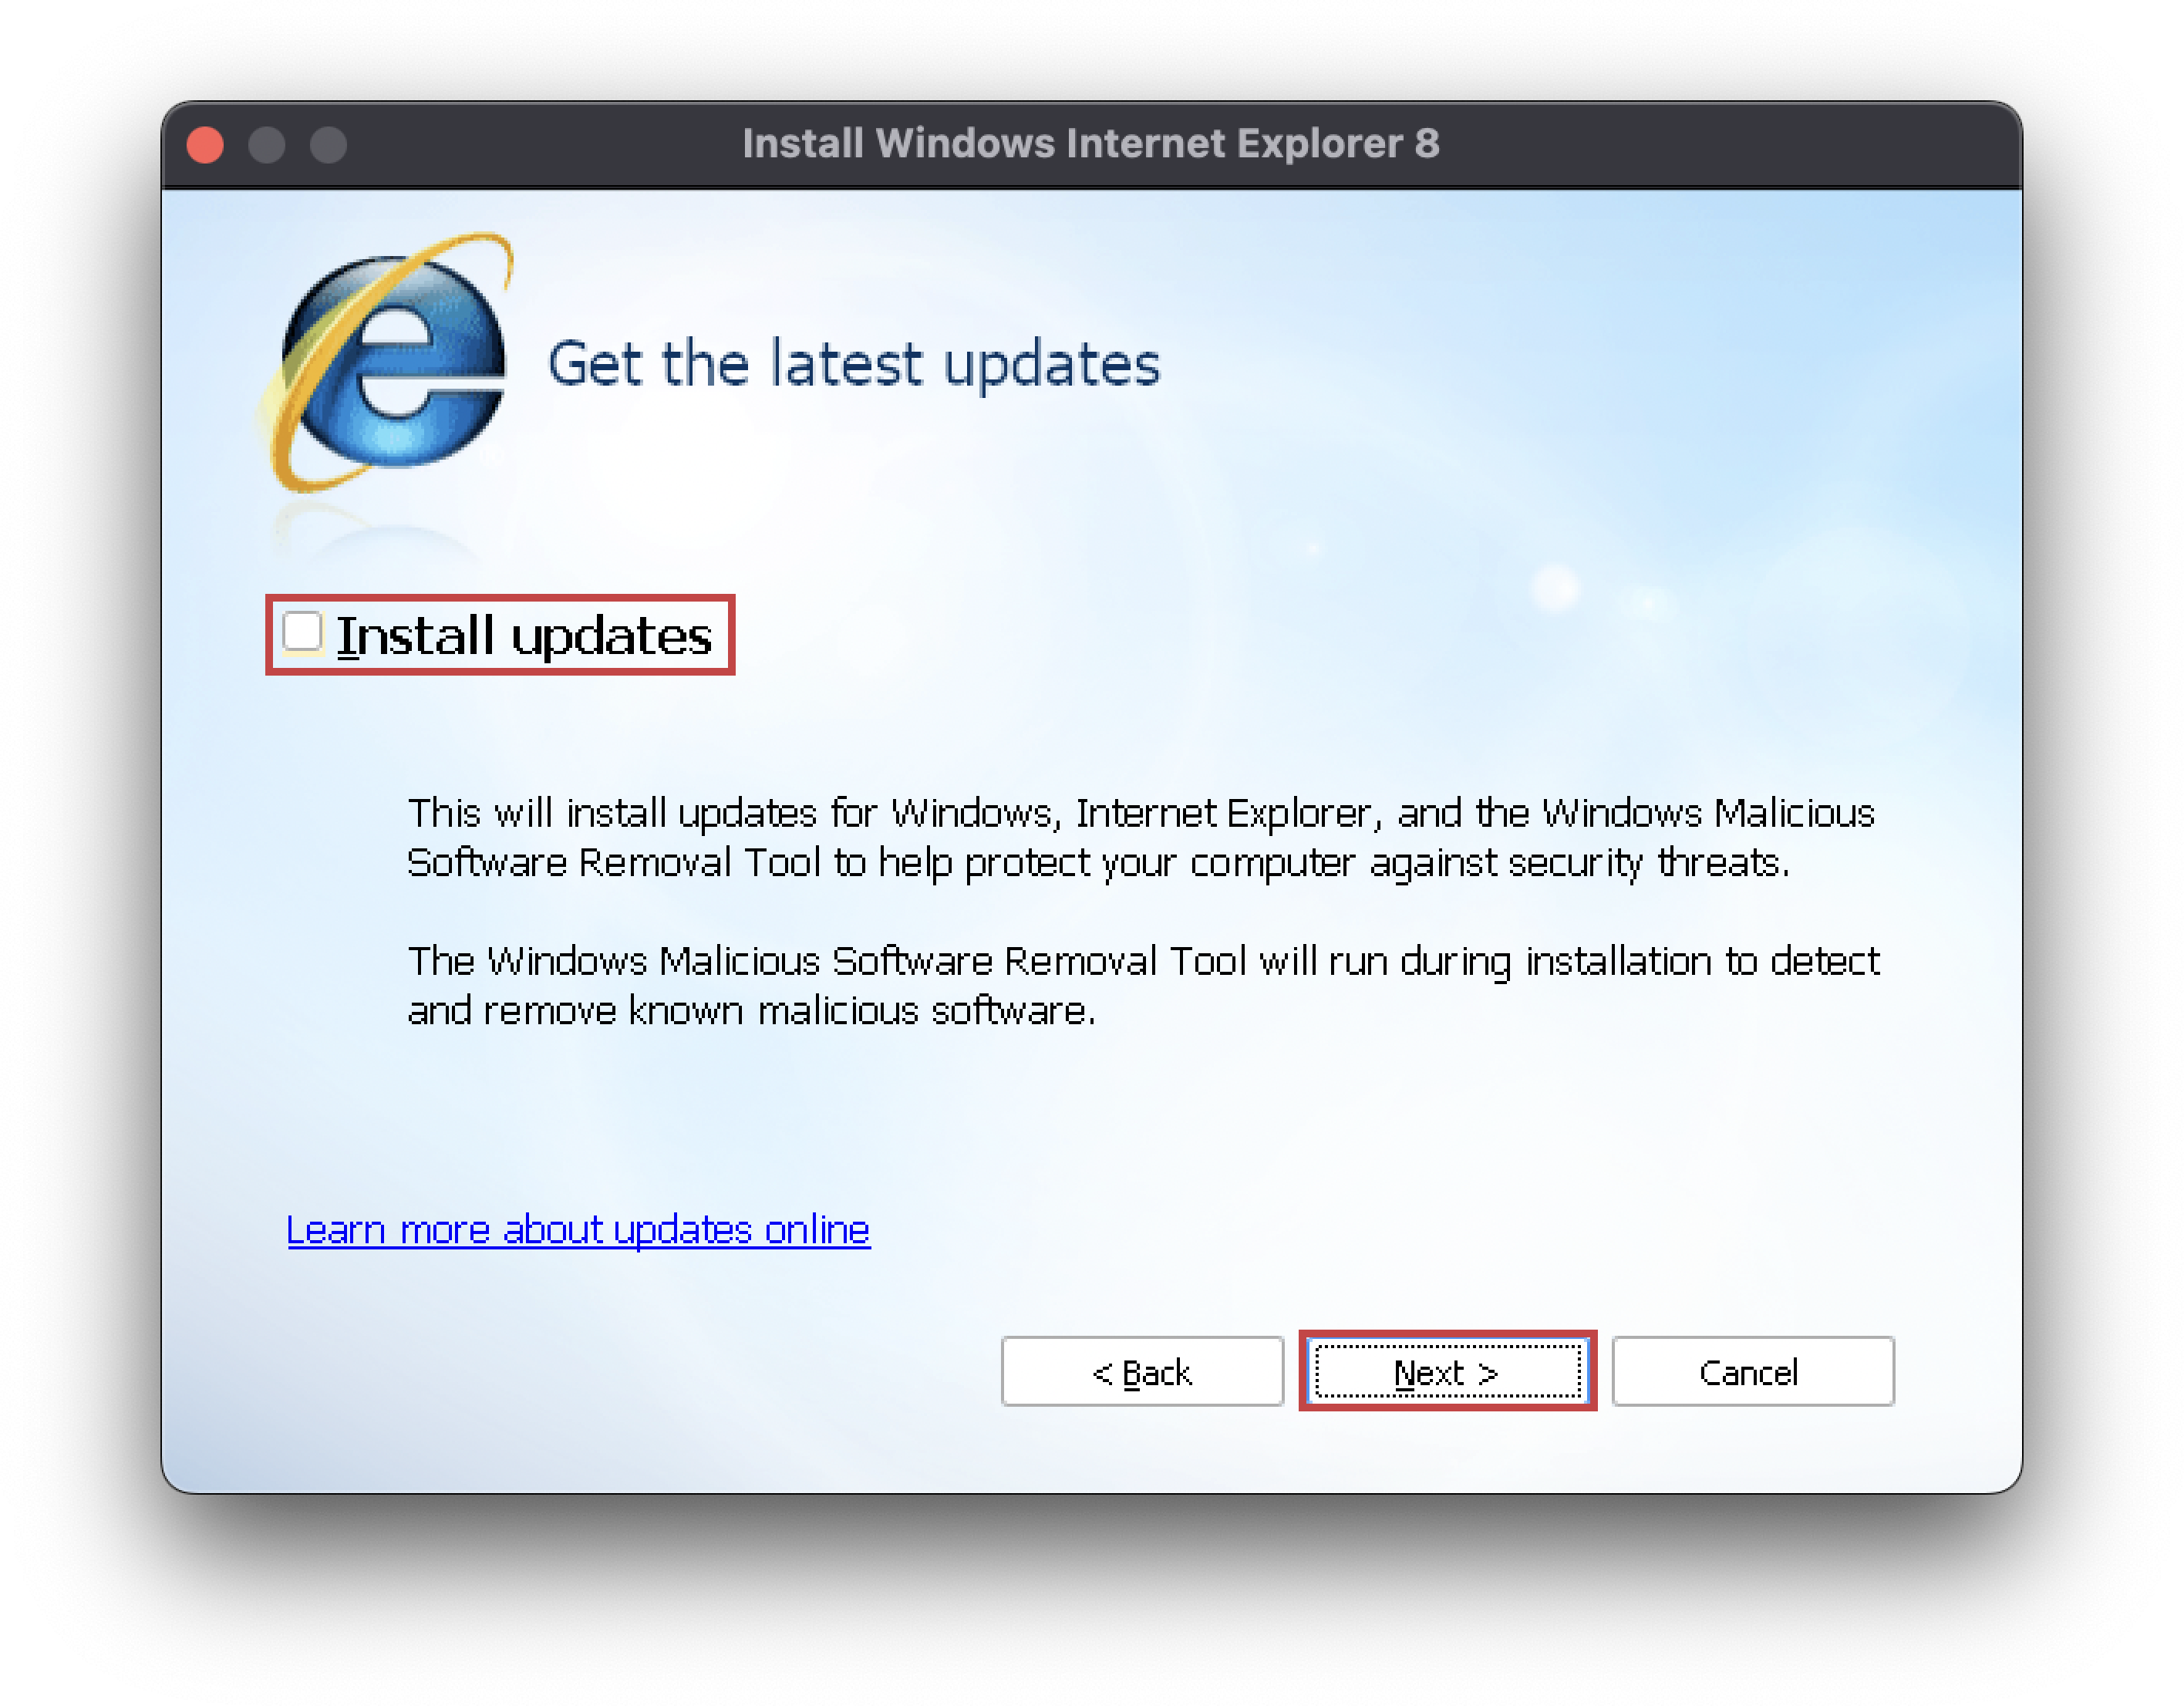 Install Windows Internet Explorer 8
Get the latest updates
Install updates
This will install updates for Windows, Internet Explorer, and the Windows Malicious
Software Removal Tool to help protect your computer against security threats.
The Windows Malicious Software Removal Tool will run during installation to detect
and remove known malicious software.
Learn more about updates online
< Back
Next >
Cancel